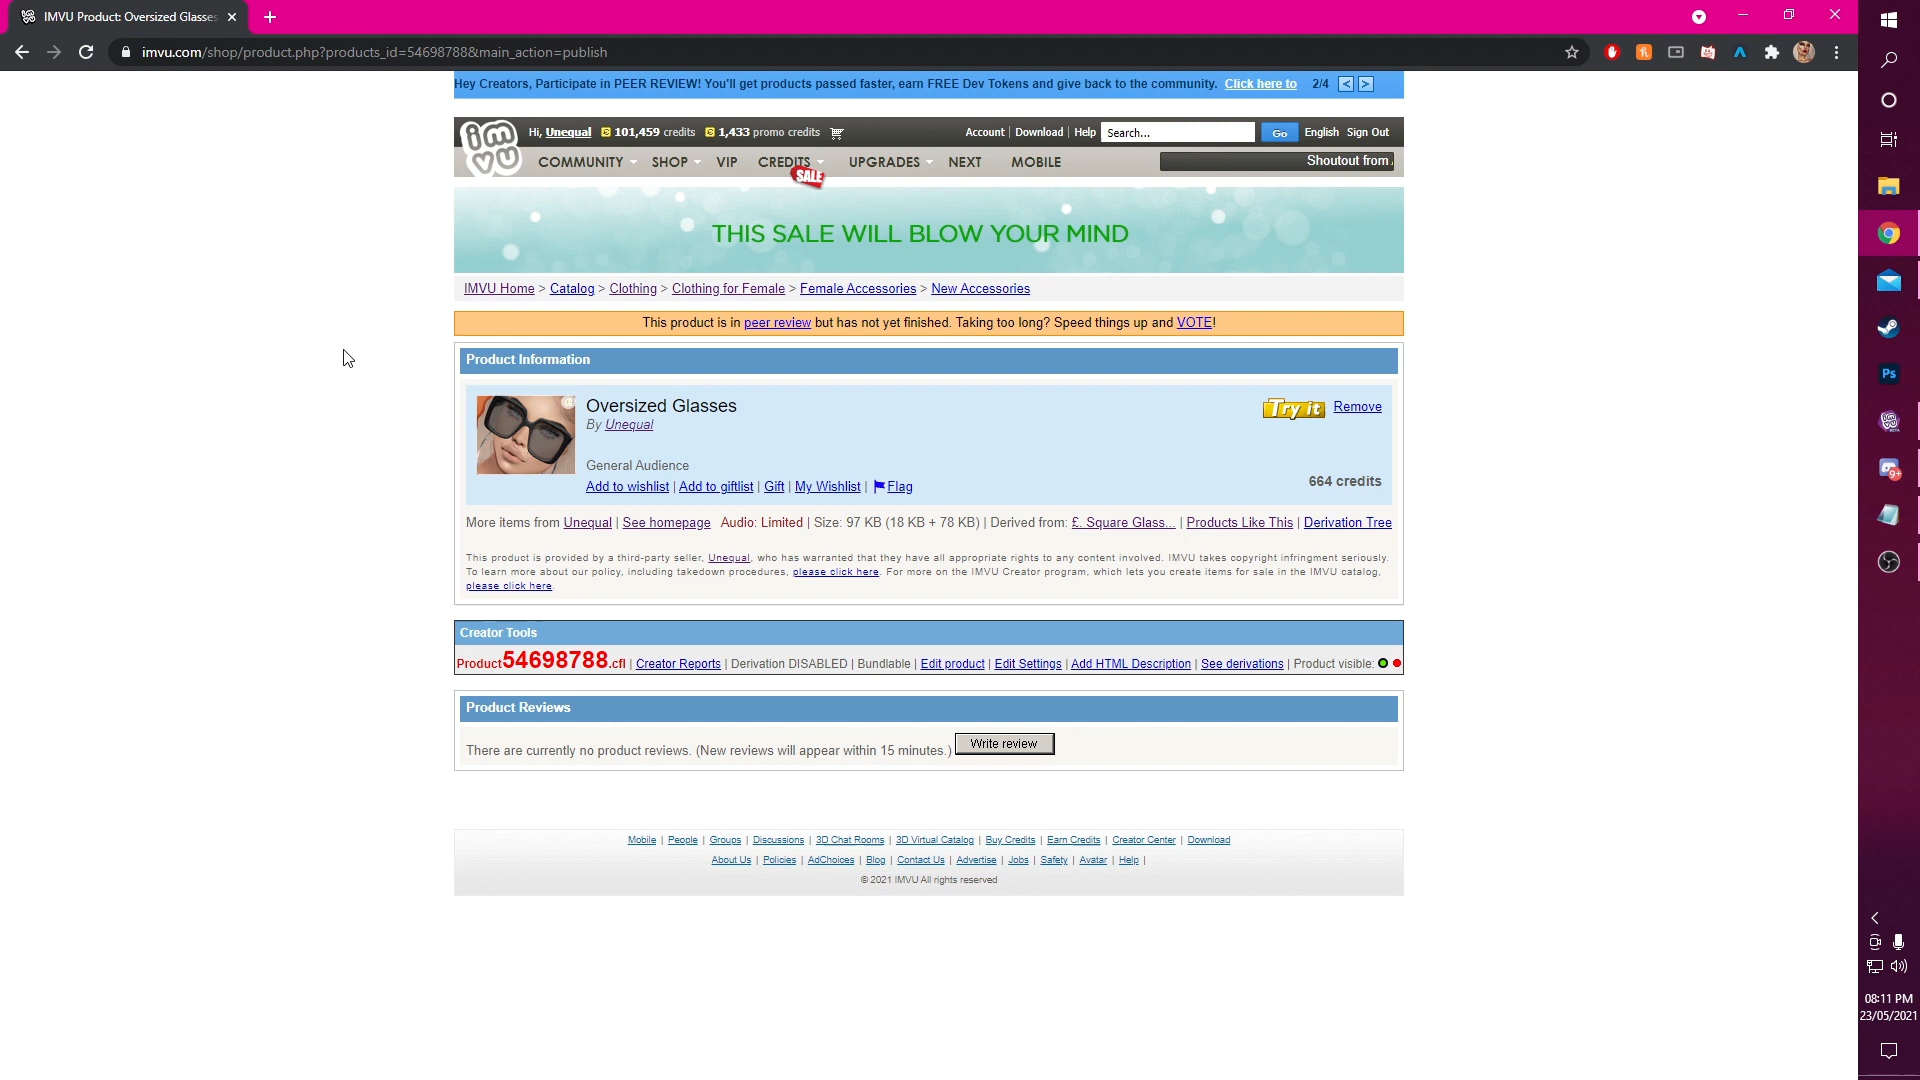 IMVU Product: Oversized Glasses
imvu.com/shop/product.php?products_id=54698788&main_action=publish
Hey Creators, Participate in PEER REVIEW! You'll get products passed faster, earn FREE Dev Tokens and give back to the community. Click here to 2/4 < >
imvu
Hi, Unequal 101,459 credits 1,433 promo credits Account | Download | Help Search... Go English Sign Out
COMMUNITY SHOP VIP CREDITS UPGRADES NEXT MOBILE Shoutout from
SALE
THIS SALE WILL BLOW YOUR MIND
IMVU Home > Catalog > Clothing > Clothing for Female > Female Accessories > New Accessories
This product is in peer review but has not yet finished. Taking too long? Speed things up and VOTE!
Product Information
Oversized Glasses
By Unequal
Try it Remove
General Audience
664 credits
Add to wishlist | Add to giftlist | Gift | My Wishlist | Flag
More items from Unequal | See homepage Audio: Limited | Size: 97 KB (18 KB + 78 KB) | Derived from: £. Square Glass... | Products Like This | Derivation Tree
This product is provided by a third-party seller, Unequal, who has warranted that they have all appropriate rights to any content involved. IMVU takes copyright infringment seriously.
To learn more about our policy, including takedown procedures, please click here. For more on the IMVU Creator program, which lets you create items for sale in the IMVU catalog,
please click here.
Creator Tools
Product54698788.cfl | Creator Reports | Derivation DISABLED | Bundlable | Edit product | Edit Settings | Add HTML Description | See derivations | Product visible:
Product Reviews
There are currently no product reviews. (New reviews will appear within 15 minutes.) Write review
Mobile | People | Groups | Discussions | 3D Chat Rooms | 3D Virtual Catalog | Buy Credits | Earn Credits | Creator Center | Download
About Us | Policies | AdChoices | Blog | Contact Us | Advertise | Jobs | Safety | Avatar | Help |
© 2021 IMVU All rights reserved
Ps
9+
08:11 PM
23/05/2021